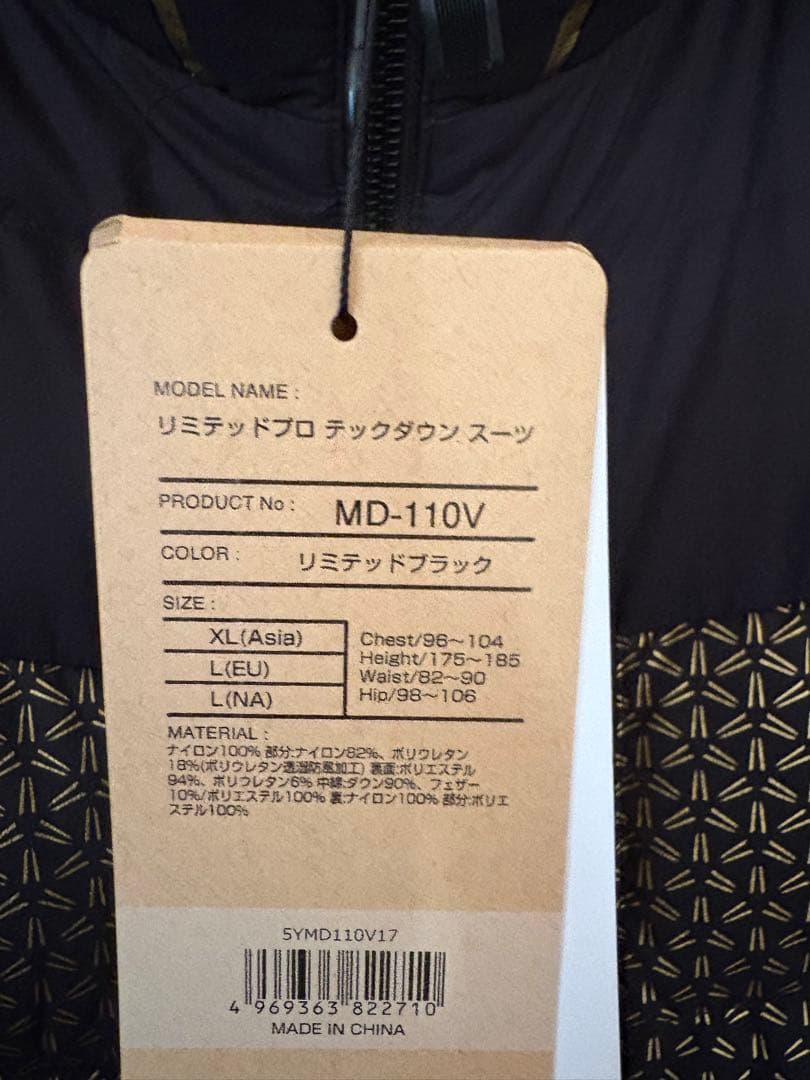 MODEL NAME :
リミテッドプロ テックダウン スーツ
PRODUCT No : MD-110V
COLOR : リミテッドブラック
SIZE :
XL(Asia)
L(EU)
L(NA)
Chest/96～104
Height/175～185
Waist/82～90
Hip/98～106
MATERIAL :
ナイロン100% 部分:ナイロン82%、ポリウレタン
18%(ポリウレタン透湿防風加工) 裏面:ポリエステル
94%、ポリウレタン6% 中綿:ダウン90%、フェザー
10%/ポリエステル100% 裏:ナイロン100% 部分:ポリエ
ステル100%
5YMD110V17
4 969363 822710
MADE IN CHINA